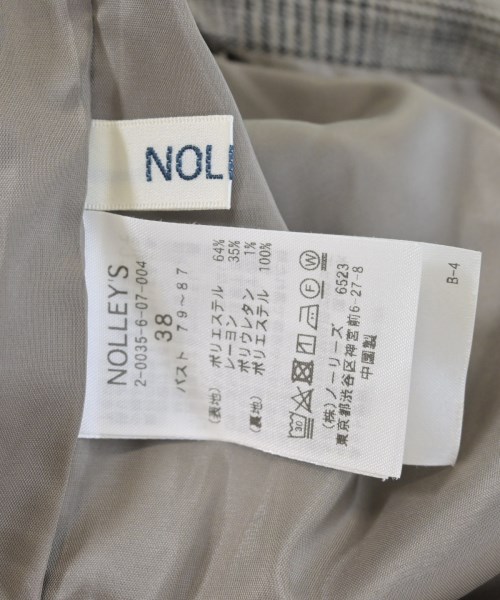 NOL
NOLLEY'S
2-0035-6-07-004
38
バスト 79~87
(表地) ポリエステル 64%
レーヨン 35%
ポリウレタン 1%
(裏地) ポリエステル 100%
30
F
W
(株)ノーリーズ 6523
東京都渋谷区神宮前6-27-8
中国製
B-4